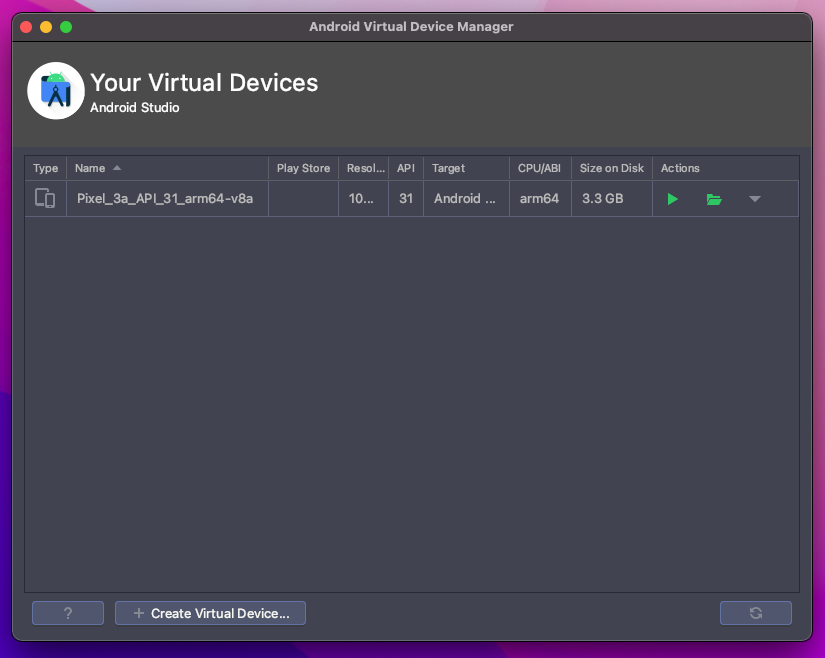 Android Virtual Device Manager
Your Virtual Devices
Android Studio
Type Name Play Store Resol... API Target CPU/ABI Size on Disk Actions
Pixel_3a_API_31_arm64-v8a 10... 31 Android ... arm64 3.3 GB
? + Create Virtual Device...